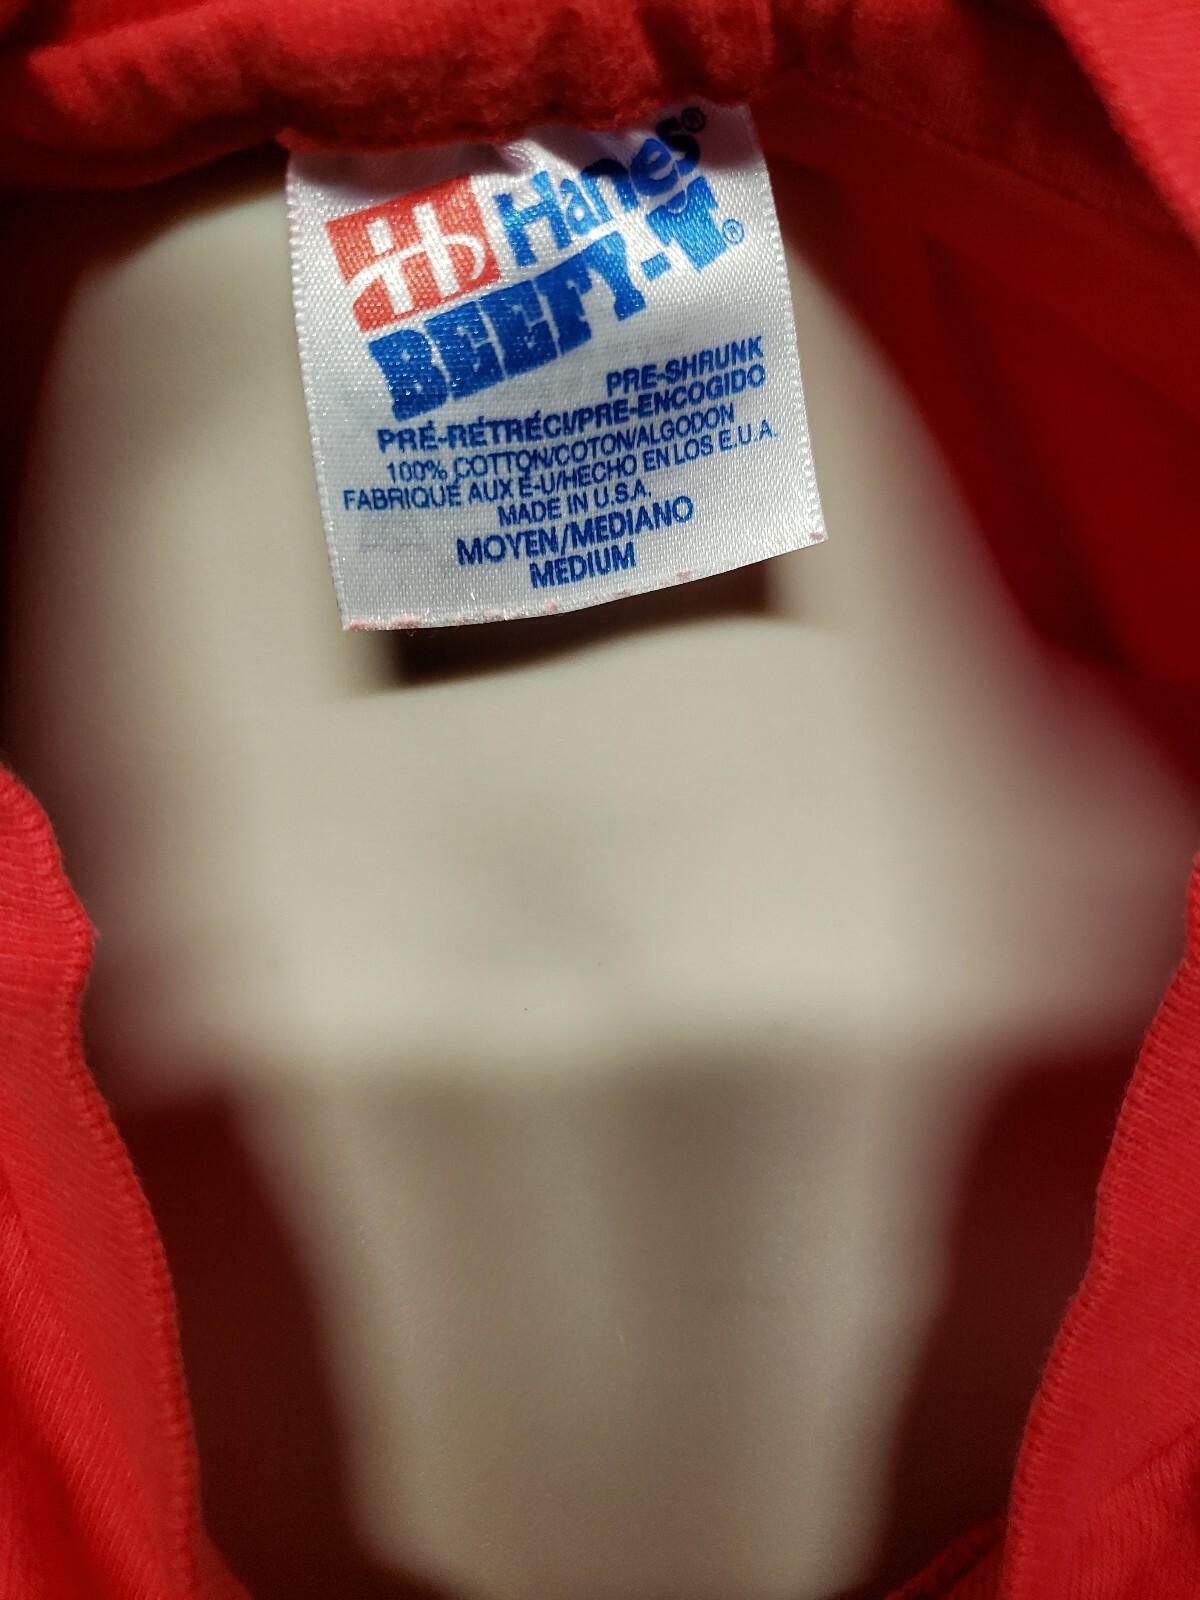 Hanes®
BEEFY-T®
PRE-SHRUNK
PRÉ-RÉTRÉCI/PRE-ENCOGIDO
100% COTTON/COTON/ALGODON
FABRIQUÉ AUX É-U/HECHO EN LOS E.U.A.
MADE IN U.S.A.
MOYEN/MEDIANO
MEDIUM